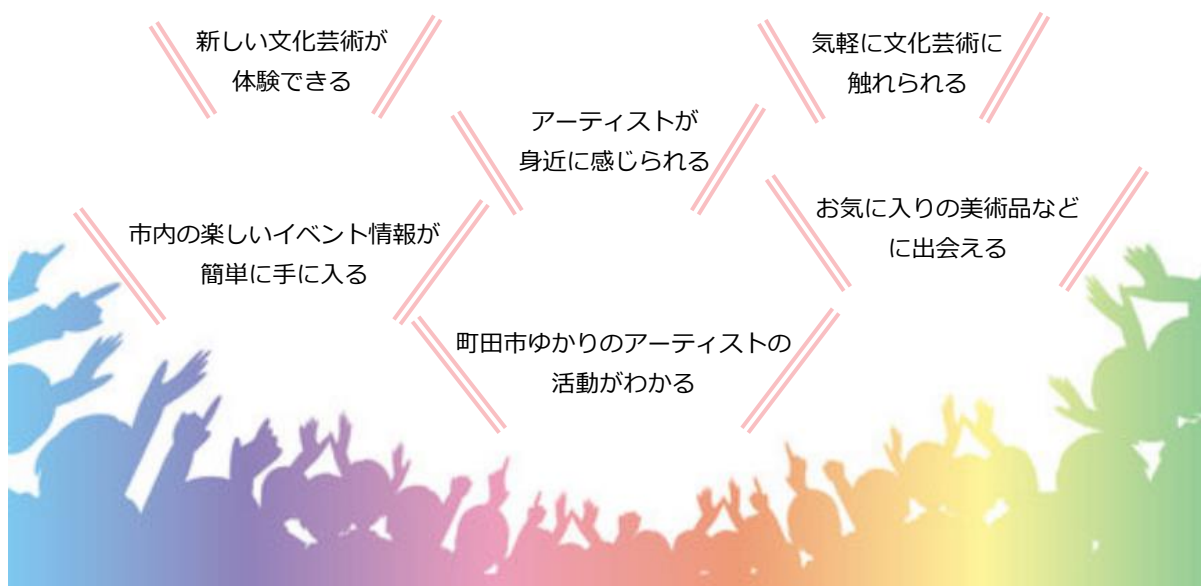 新しい文化芸術が
体験できる
気軽に文化芸術に
触れられる
アーティストが
身近に感じられる
市内の楽しいイベント情報が
簡単に手に入る
お気に入りの美術品など
に出会える
町田市ゆかりのアーティストの
活動がわかる